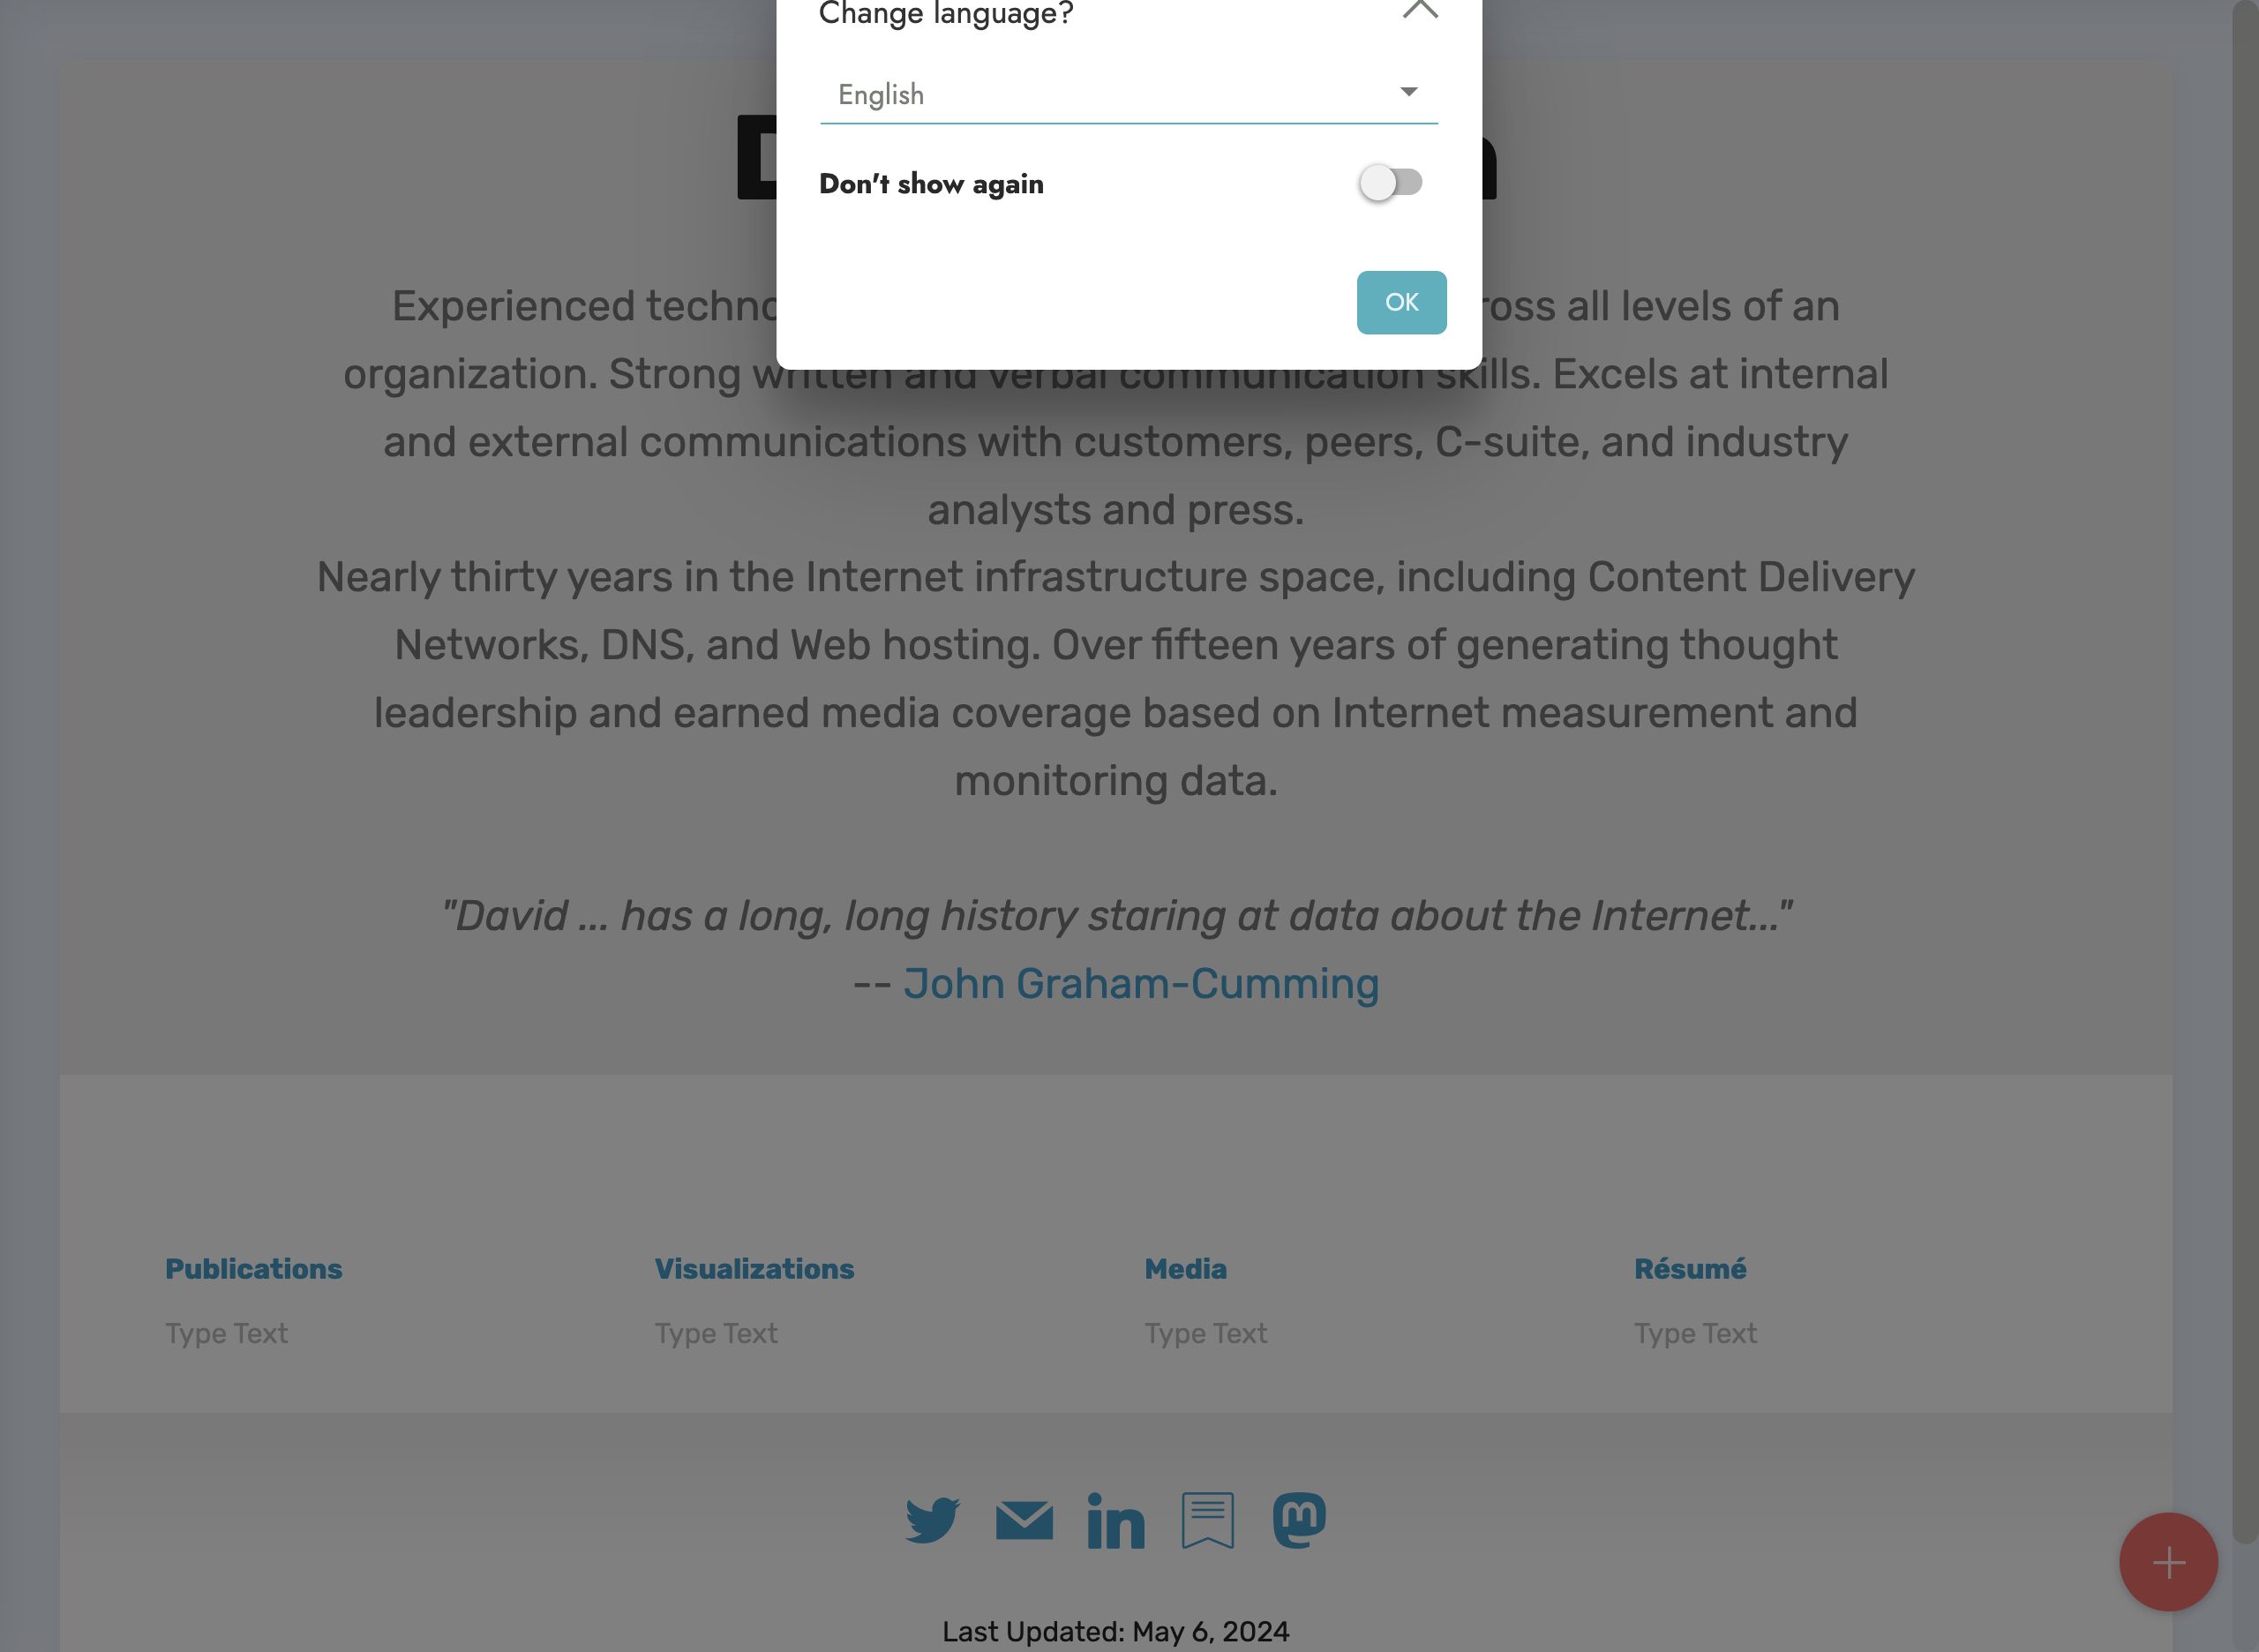 Change language?
English
Don't show again
OK
Experienced ross all levels of an
organization. Strong written and verbal communication skills. Excels at internal
and external communications with customers, peers, C-suite, and industry
analysts and press.
Nearly thirty years in the Internet infrastructure space, including Content Delivery
Networks, DNS, and Web hosting. Over fifteen years of generating thought
leadership and earned media coverage based on Internet measurement and
monitoring data.
"David ... has a long, long history staring at data about the Internet..."
-- John Graham-Cumming
Publications Visualizations Media Résumé
Type Text Type Text Type Text Type Text
Last Updated: May 6, 2024